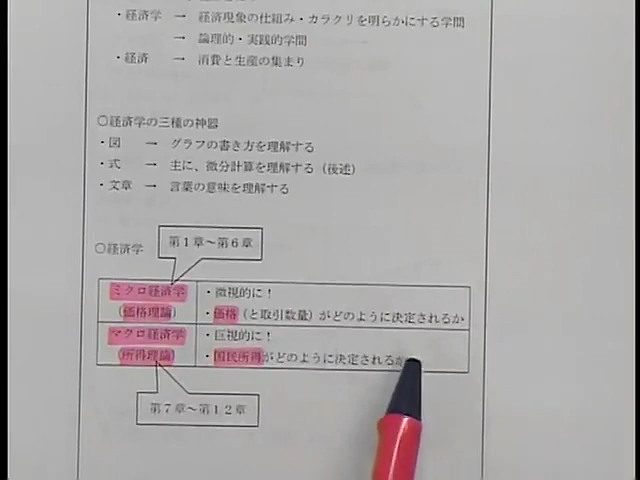 ・経済学 → 経済現象の仕組み・カラクリを明らかにする学問
→ 論理的・実践的学問
・経済 → 消費と生産の集まり
○経済学の三種の神器
・図 → グラフの書き方を理解する
・式 → 主に、微分計算を理解する（後述）
・文章 → 言葉の意味を理解する
○経済学
第1章～第6章
ミクロ経済学
（価格理論）
・微視的に！
・価格（と取引数量）がどのように決定されるか
マクロ経済学
（所得理論）
・巨視的に！
・国民所得がどのように決定されるか
第7章～第12章